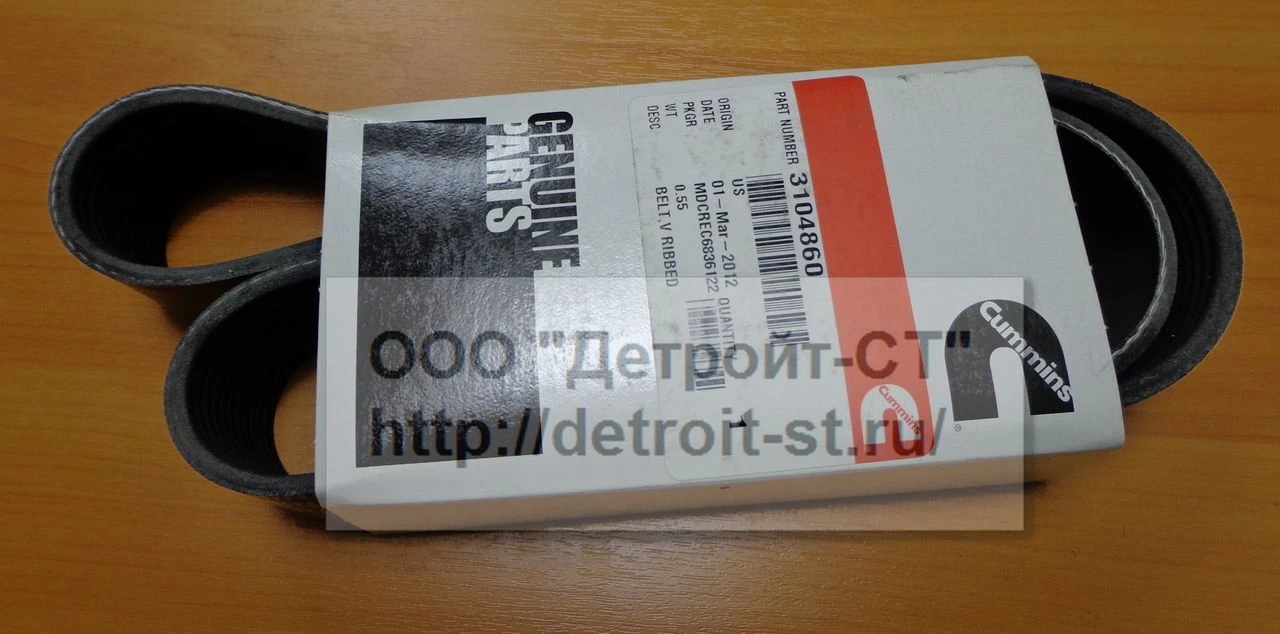 GENUINE
PARTS
PART NUMBER 3104860
ORIGIN US
DATE 01-Mar-2012
PKGR MDCREC6836122 QUANTITY 1
WT 0.55
DESC BELT,V RIBBED
Cummins
Cummins
®
ООО "Детройт-СТ"
http://detroit-st.ru/